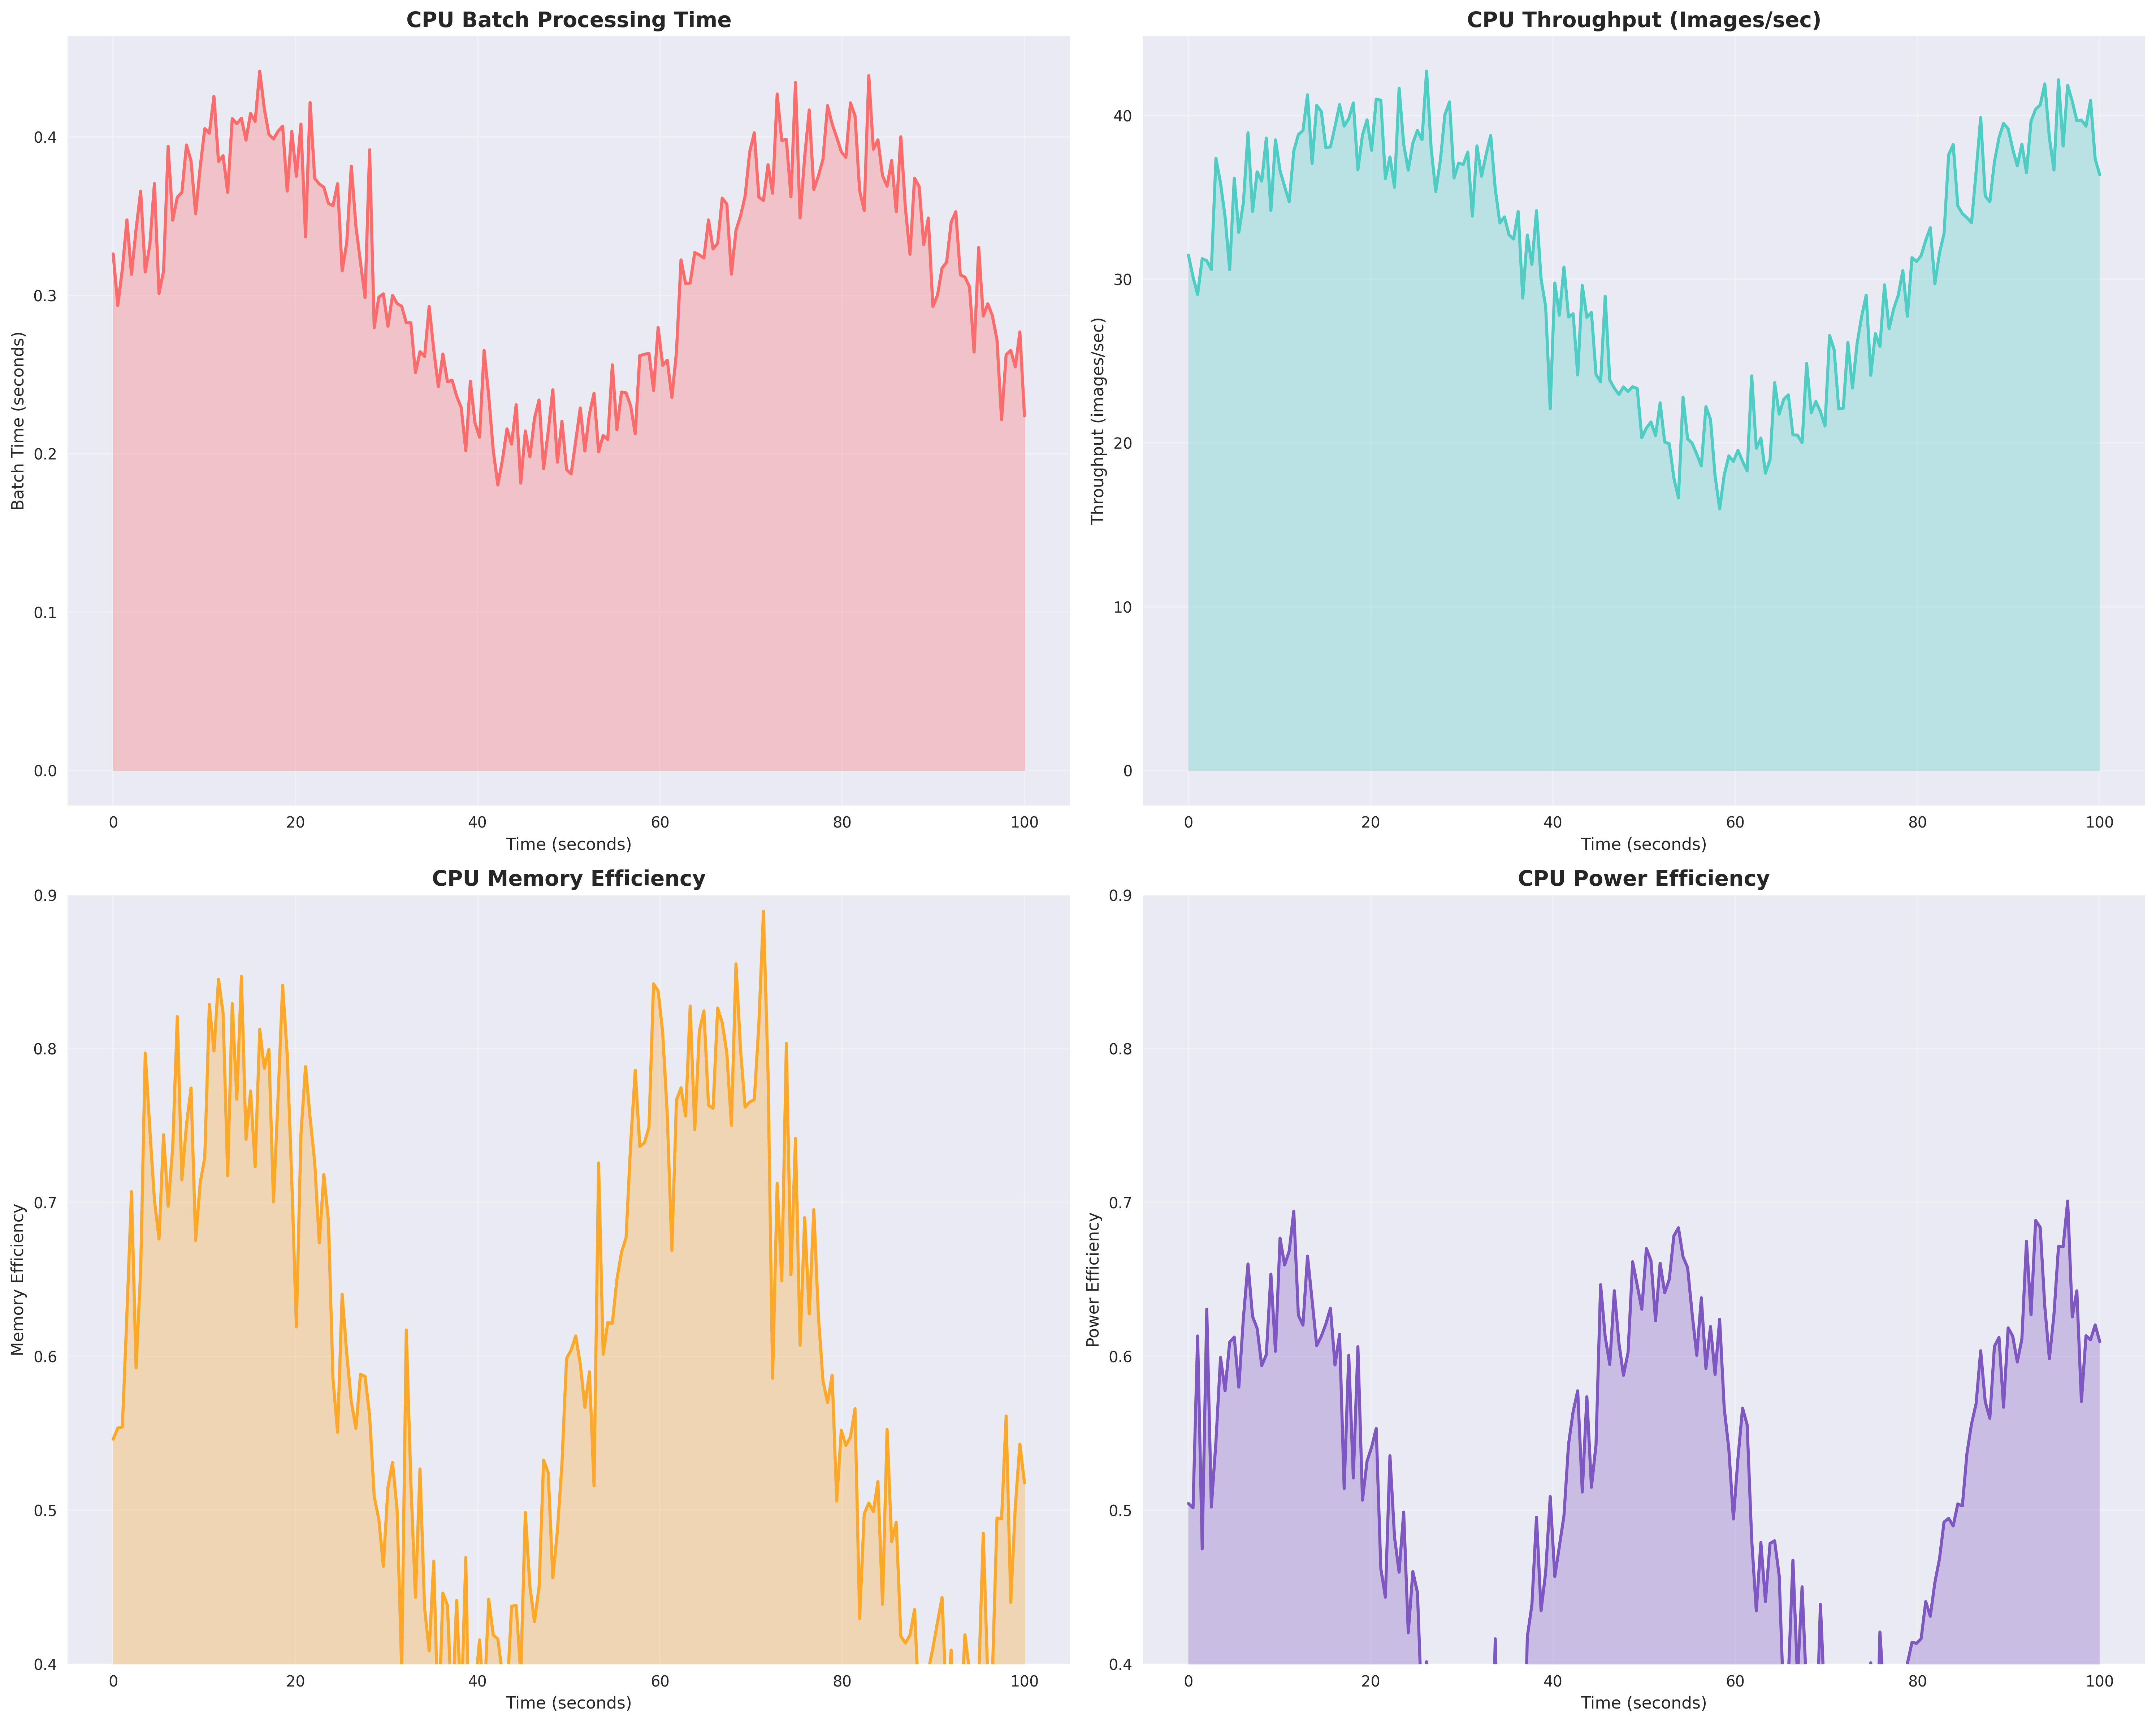 CPU Batch Processing Time
Batch Time (seconds)
0.4
0.3
0.2
0.1
0.0
0 20 40 60 80 100
Time (seconds)
CPU Throughput (Images/sec)
Throughput (images/sec)
40
30
20
10
0
0 20 40 60 80 100
Time (seconds)
CPU Memory Efficiency
Memory Efficiency
0.9
0.8
0.7
0.6
0.5
0.4
0 20 40 60 80 100
Time (seconds)
CPU Power Efficiency
Power Efficiency
0.9
0.8
0.7
0.6
0.5
0.4
0 20 40 60 80 100
Time (seconds)